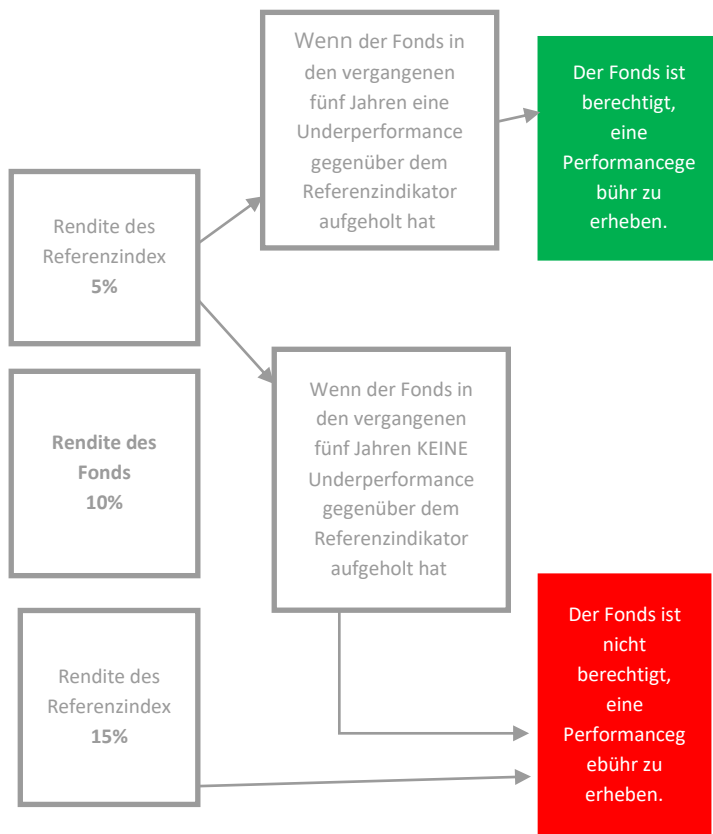 Wenn der Fonds in
den vergangenen
fünf Jahren eine
Underperformance
gegenüber dem
Referenzindikator
aufgeholt hat
Der Fonds ist
berechtigt,
eine
Performancege
bühr zu
erheben.
Rendite des
Referenzindex
5%
Rendite des
Fonds
10%
Wenn der Fonds in
den vergangenen
fünf Jahren KEINE
Underperformance
gegenüber dem
Referenzindikator
aufgeholt hat
Rendite des
Referenzindex
15%
Der Fonds ist
nicht
berechtigt,
eine
Performanceg
ebühr zu
erheben.